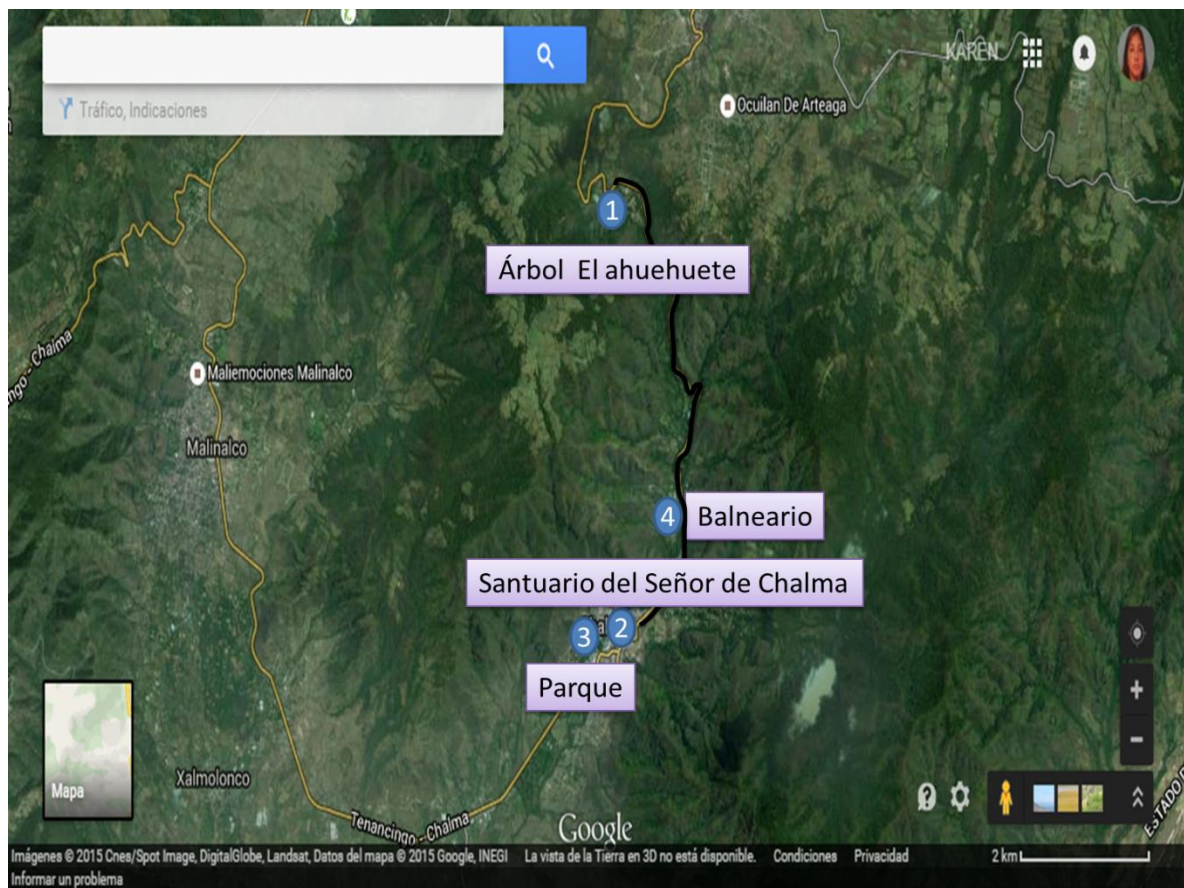 KAREN
Tráfico, Indicaciones
Ocuilan De Arteaga
1
Árbol El ahuehuete
Chalma
Maliemociones Malinalco
Malinalco
4
Balneario
Santuario del Señor de Chalma
3
2
Parque
Mapa
Xalmolonco
Tenancingo - Chalma
Google
Imágenes © 2015 Cnes/Spot Image, DigitalGlobe, Landsat, Datos del mapa © 2015 Google, INEGI La vista de la Tierra en 3D no está disponible. Condiciones Privacidad 2 km
Informar un problema